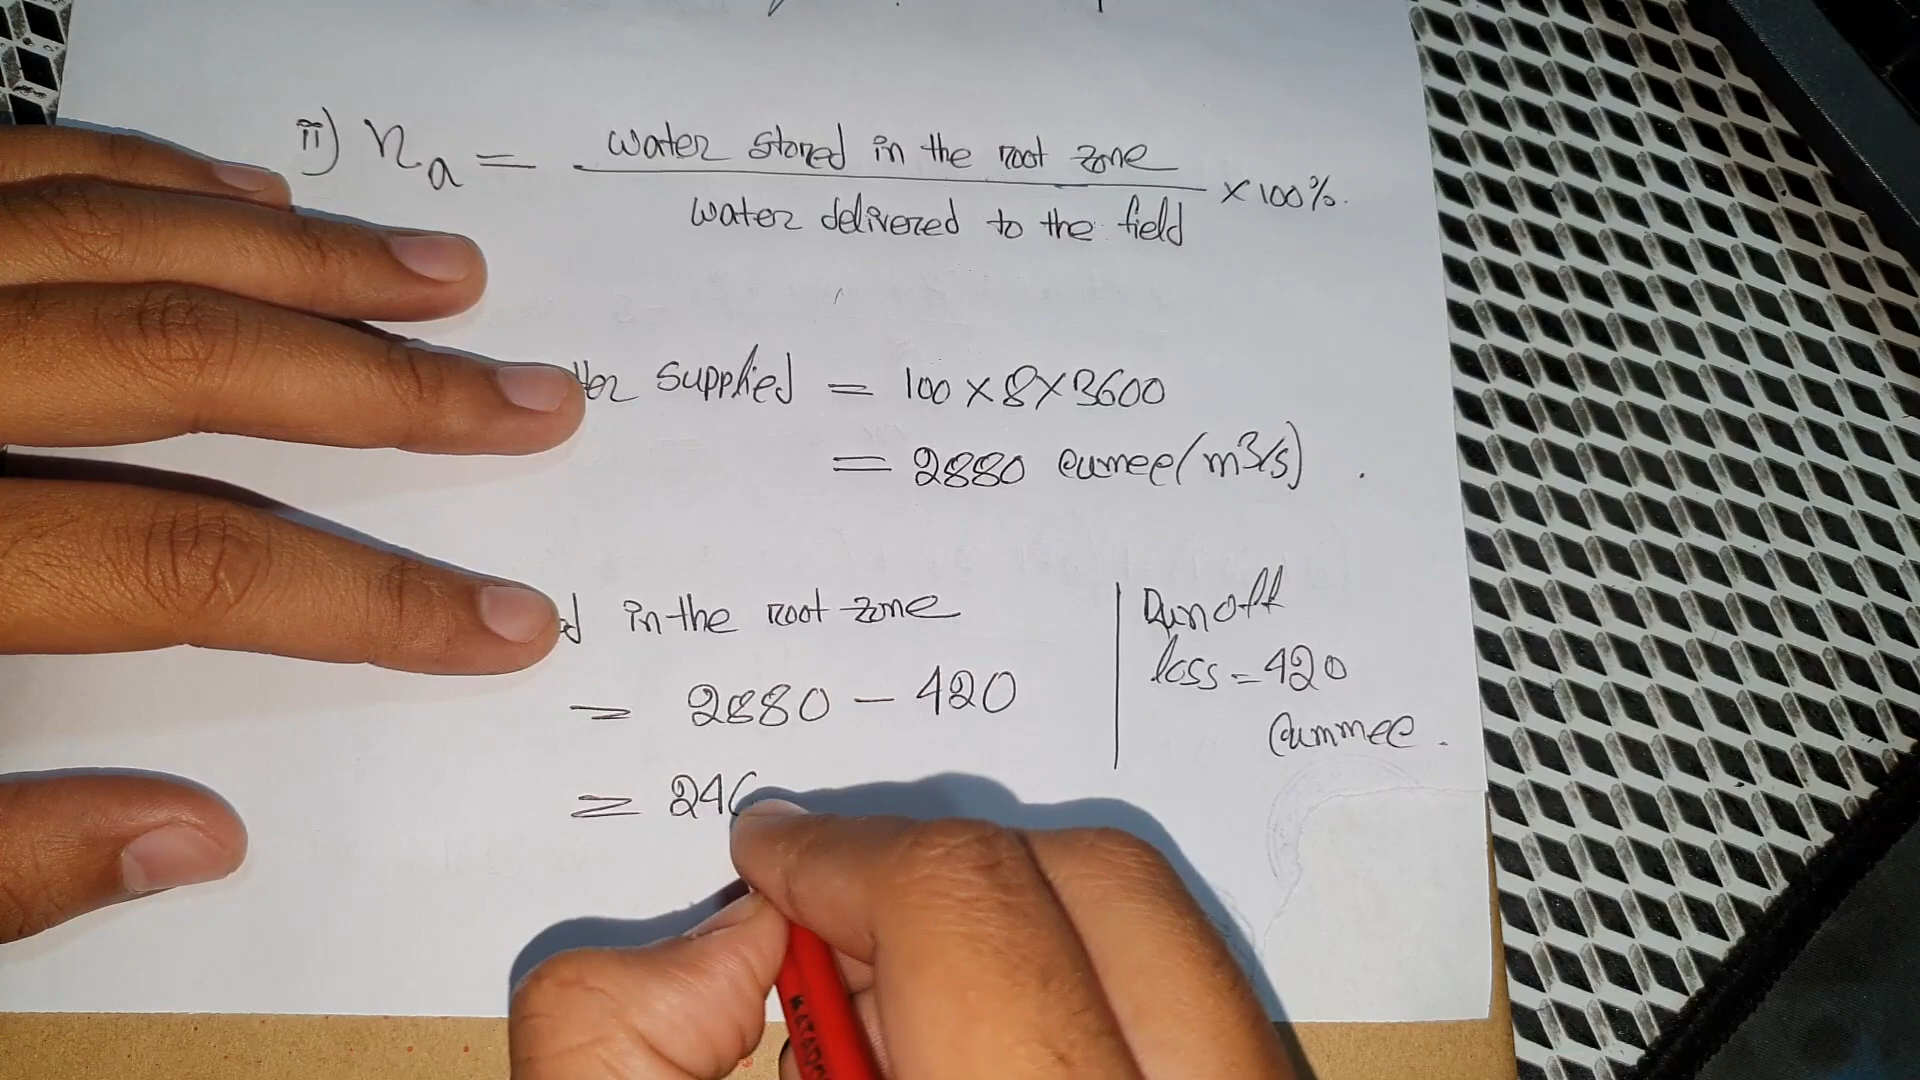 ii) ηa = water stored in the root zone
water delivered to the field × 100%.
supplied = 100 × 8 × 3600
= 2880 cumec (m3/s)
in the root zone
= 2880 - 420
= 246
Runoff
loss = 420
Cummec.
MATADOR